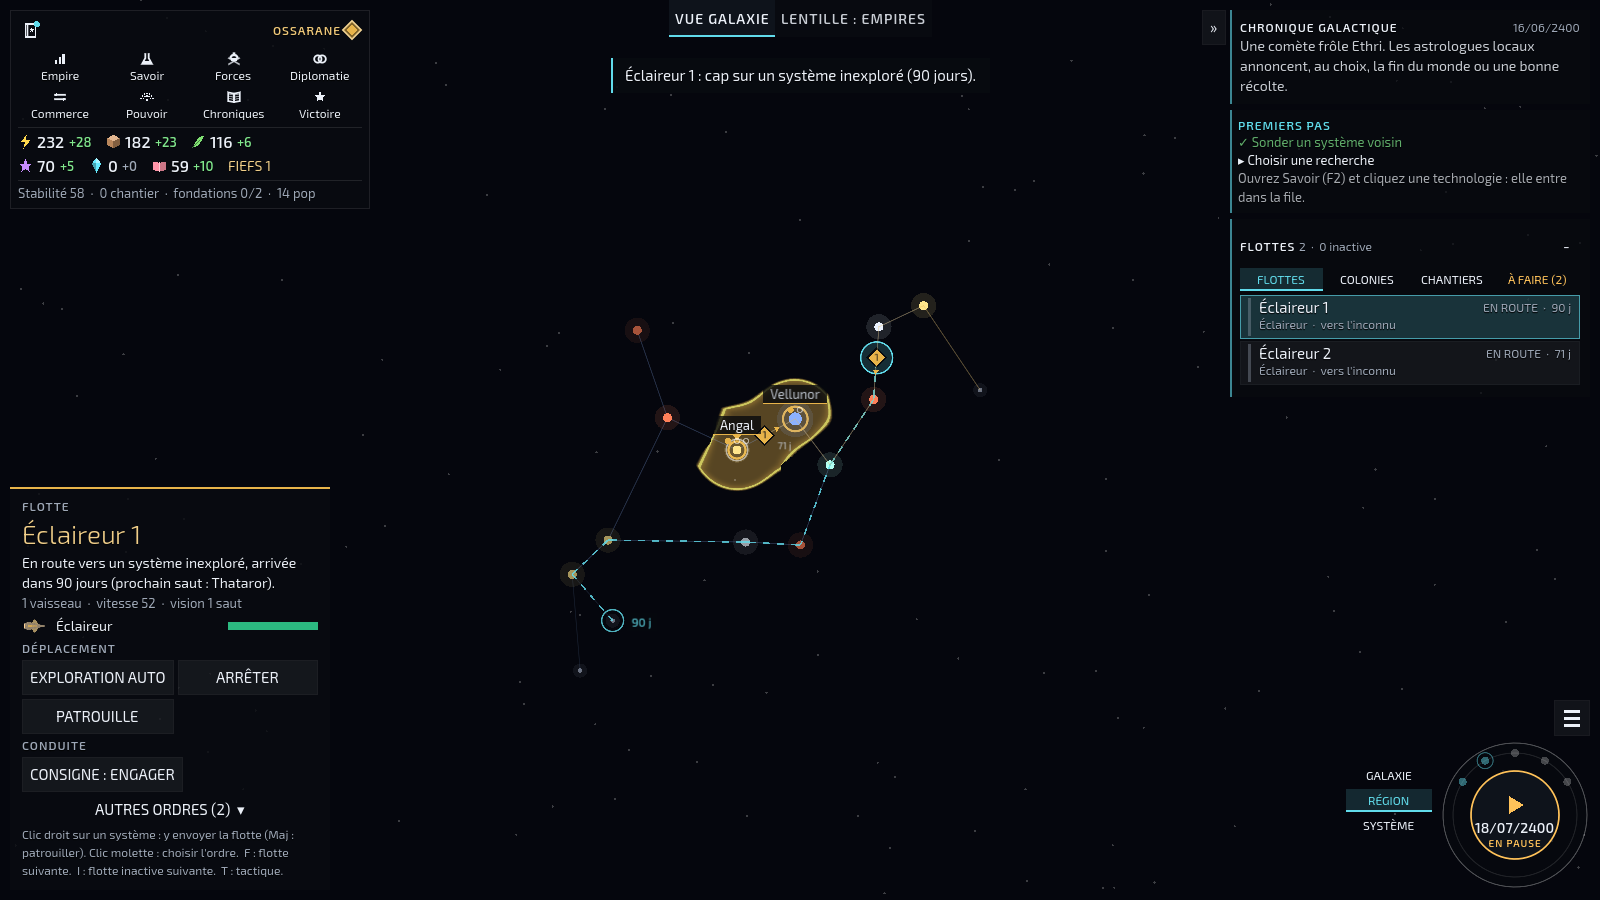 OSSARANE
Empire
Savoir
Forces
Diplomatie
Commerce
Pouvoir
Chroniques
Victoire
232 +28
182 +23
116 +6
70 +5
0 +0
59 +10
FIEFS 1
Stabilité 58 · 0 chantier · fondations 0/2 · 14 pop
VUE GALAXIE
LENTILLE : EMPIRES
Éclaireur 1 : cap sur un système inexploré (90 jours).
»
CHRONIQUE GALACTIQUE
16/06/2400
Une comète frôle Ethri. Les astrologues locaux
annoncent, au choix, la fin du monde ou une bonne
récolte.
PREMIERS PAS
✓ Sonder un système voisin
▸ Choisir une recherche
Ouvrez Savoir (F2) et cliquez une technologie : elle entre
dans la file.
FLOTTES 2 · 0 inactive
–
FLOTTES
COLONIES
CHANTIERS
À FAIRE (2)
Éclaireur 1
EN ROUTE · 90 j
Éclaireur · vers l'inconnu
Éclaireur 2
EN ROUTE · 71 j
Éclaireur · vers l'inconnu
1
Vellunor
Angal
1
71 j
90 j
FLOTTE
Éclaireur 1
En route vers un système inexploré, arrivée
dans 90 jours (prochain saut : Thataror).
1 vaisseau · vitesse 52 · vision 1 saut
Éclaireur
DÉPLACEMENT
EXPLORATION AUTO
ARRÊTER
PATROUILLE
CONDUITE
CONSIGNE : ENGAGER
AUTRES ORDRES (2) ▼
Clic droit sur un système : y envoyer la flotte (Maj :
patrouiller). Clic molette : choisir l'ordre. F : flotte
suivante. I : flotte inactive suivante. T : tactique.
GALAXIE
RÉGION
SYSTÈME
18/07/2400
EN PAUSE